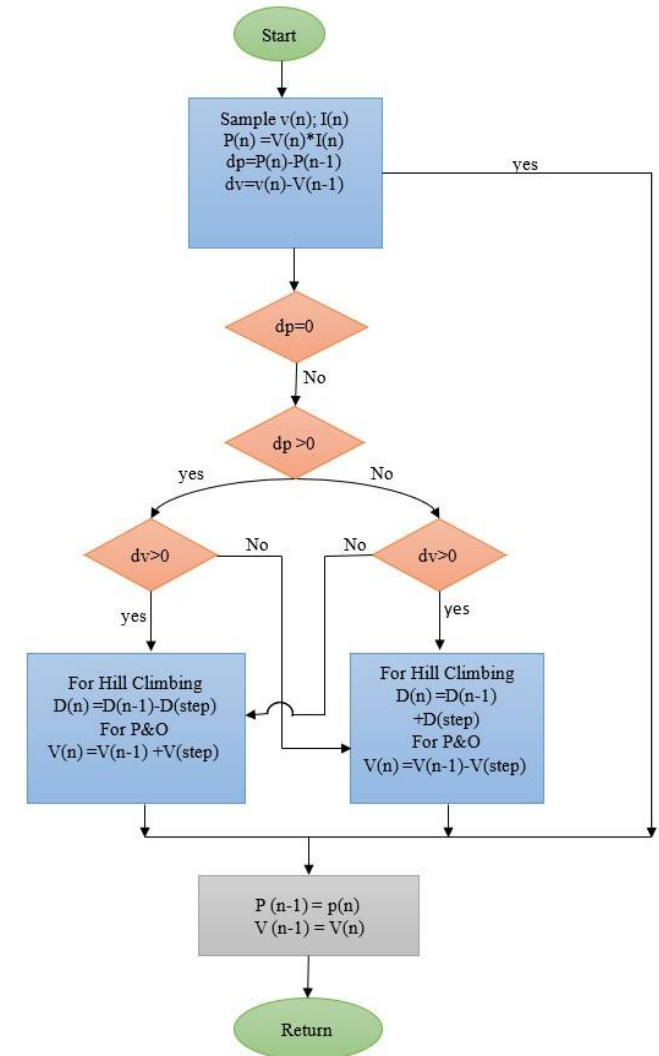 Start
Sample v(n); I(n)
P(n) =V(n)*I(n)
dp=P(n)-P(n-1)
dv=v(n)-V(n-1)
yes
dp=0
No
dp >0
yes
No
dv>0
No
No
dv>0
yes
yes
For Hill Climbing
D(n) =D(n-1)-D(step)
For P&O
V(n) =V(n-1) +V(step)
For Hill Climbing
D(n) =D(n-1)
+D(step)
For P&O
V(n) =V(n-1)-V(step)
P (n-1) = p(n)
V (n-1) = V(n)
Return